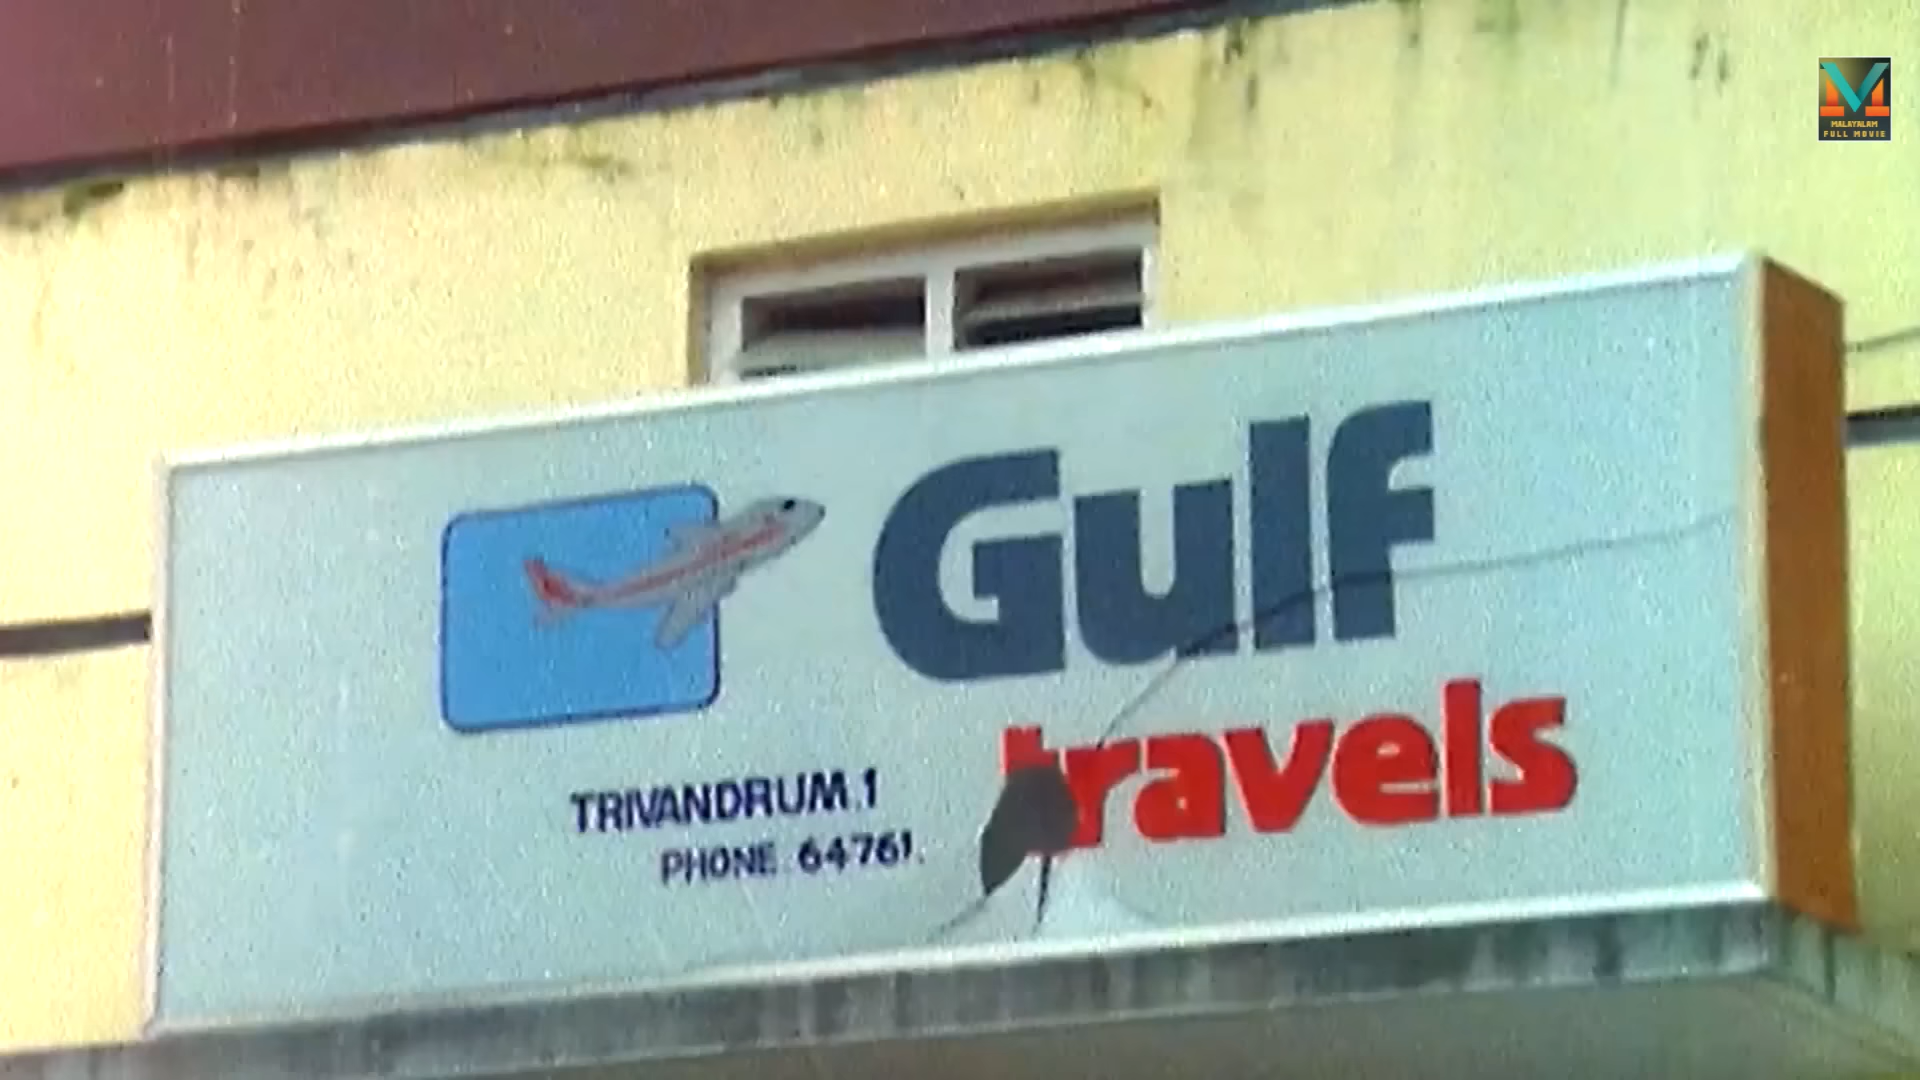 Gulf
travels
TRIVANDRUM.1
PHONE. 64761.
MALAYALAM
FULL MOVIE